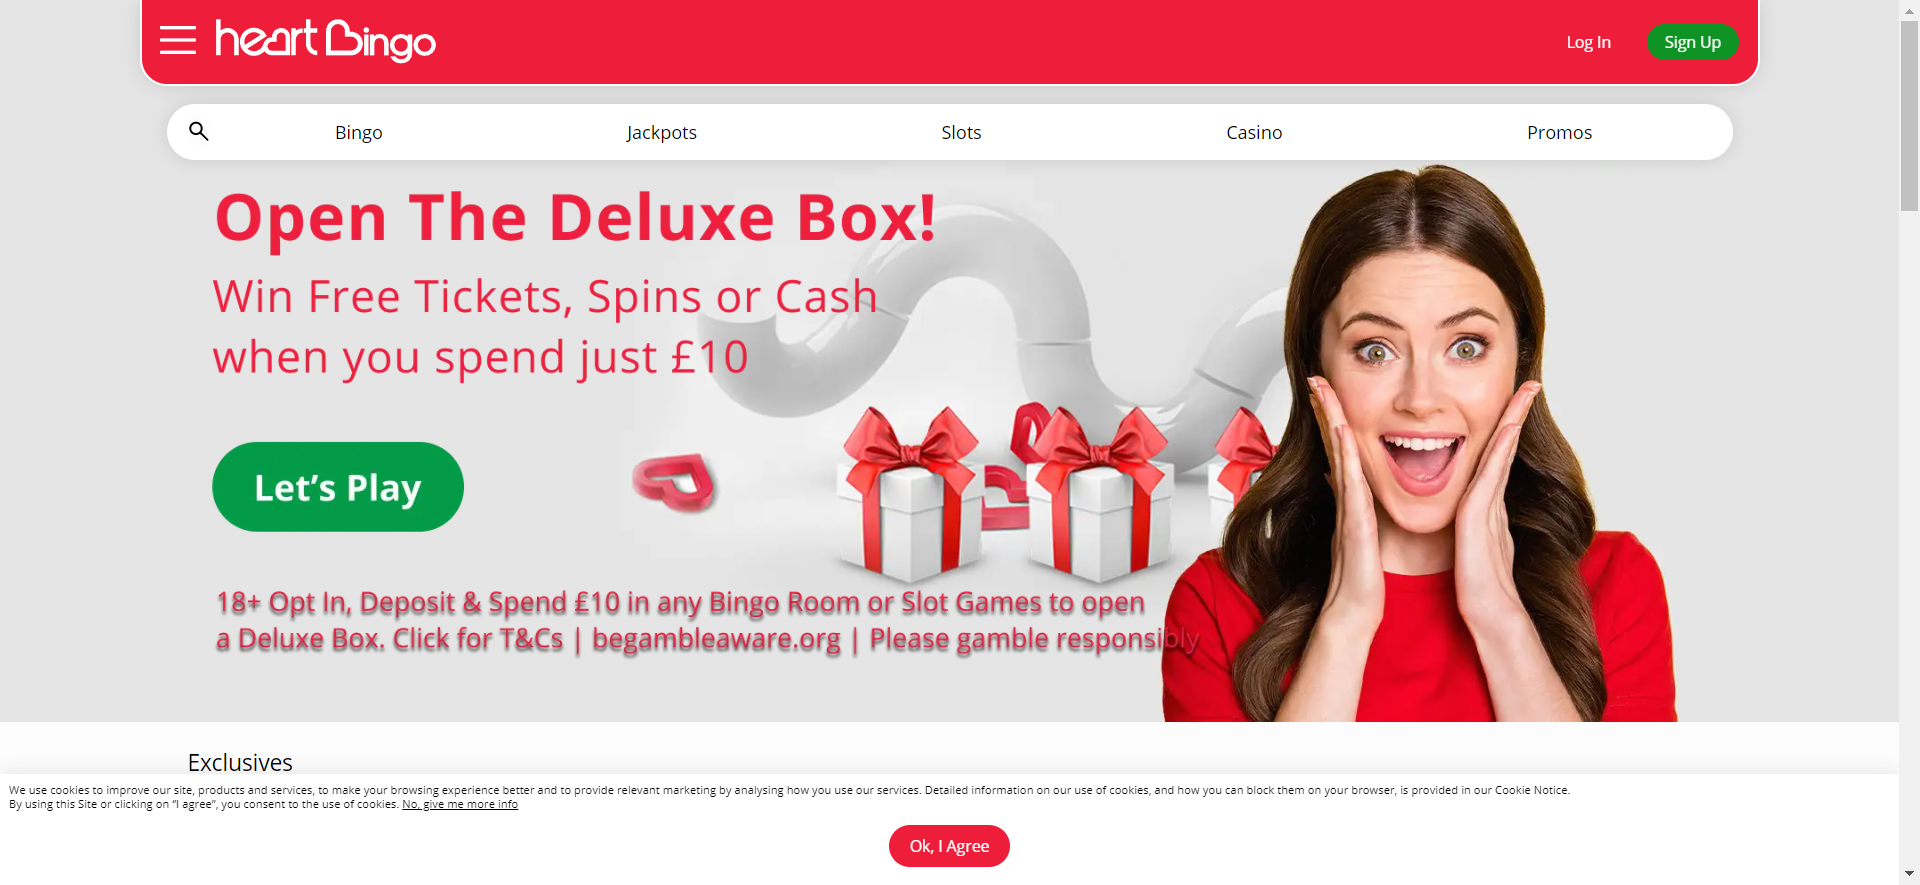 heart Bingo
Log In
Sign Up
Bingo
Jackpots
Slots
Casino
Promos
Open The Deluxe Box!
Win Free Tickets, Spins or Cash
when you spend just £10
Let's Play
18+ Opt In, Deposit & Spend £10 in any Bingo Room or Slot Games to open
a Deluxe Box. Click for T&Cs | begambleaware.org | Please gamble responsibly
Exclusives
We use cookies to improve our site, products and services, to make your browsing experience better and to provide relevant marketing by analysing how you use our services. Detailed information on our use of cookies, and how you can block them on your browser, is provided in our Cookie Notice.
By using this Site or clicking on “I agree”, you consent to the use of cookies. No, give me more info
Ok, I Agree